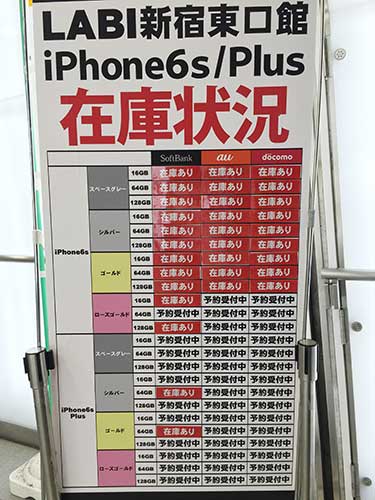 LABI新宿東口館
iPhone6s/Plus
在庫状況
SoftBank au docomo
iPhone6s
スペースグレー
16GB 在庫あり 在庫あり 在庫あり
64GB 在庫あり 在庫あり 在庫あり
128GB 在庫あり 在庫あり 在庫あり
シルバー
16GB 在庫あり 在庫あり 在庫あり
64GB 在庫あり 在庫あり 在庫あり
128GB 在庫あり 在庫あり 在庫あり
ゴールド
16GB 在庫あり 在庫あり 在庫あり
64GB 在庫あり 在庫あり 在庫あり
128GB 在庫あり 在庫あり 在庫あり
ローズゴールド
16GB 在庫あり 予約受付中 予約受付中
64GB 予約受付中 予約受付中 予約受付中
128GB 在庫あり 予約受付中 予約受付中
iPhone6s
Plus
スペースグレー
16GB 予約受付中 予約受付中 予約受付中
64GB 予約受付中 予約受付中 予約受付中
128GB 予約受付中 予約受付中 予約受付中
シルバー
16GB 予約受付中 予約受付中 予約受付中
64GB 在庫あり 予約受付中 予約受付中
128GB 予約受付中 予約受付中 予約受付中
ゴールド
16GB 予約受付中 予約受付中 予約受付中
64GB 在庫あり 予約受付中 予約受付中
128GB 予約受付中 予約受付中 予約受付中
ローズゴールド
16GB 予約受付中 予約受付中 予約受付中
64GB 予約受付中 予約受付中 予約受付中
128GB 予約受付中 予約受付中 予約受付中